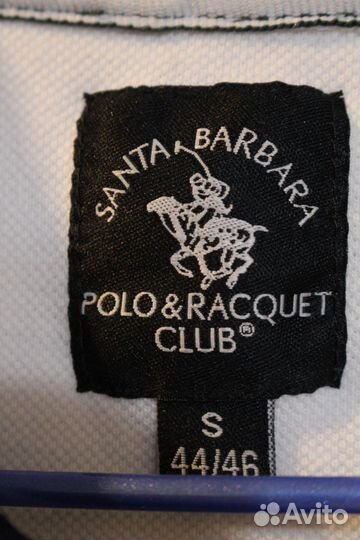 SANTA BARBARA
POLO & RACQUET
CLUB®
S
44/46
Avito